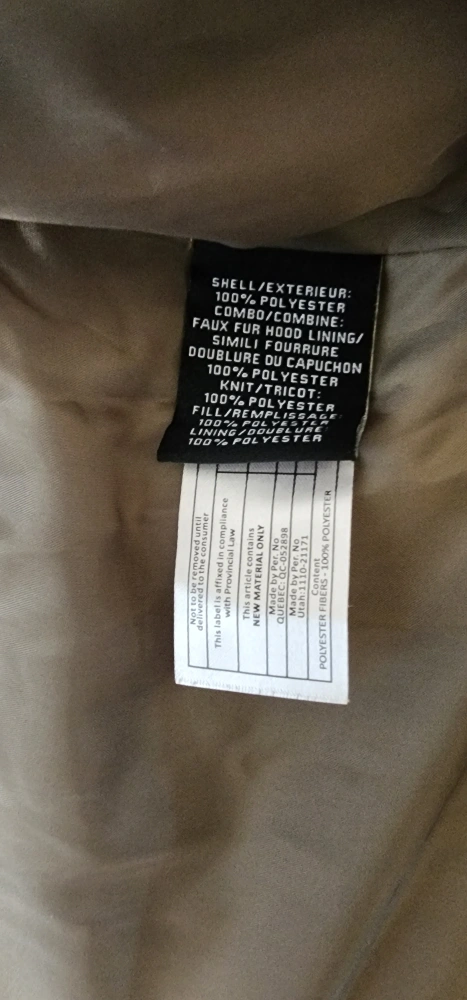 SHELL/EXTERIEUR:
100% POLYESTER
COMBO/COMBINE:
FAUX FUR HOOD LINING/
SIMILI FOURRURE
DOUBLURE DU CAPUCHON
100% POLYESTER
KNIT/TRICOT:
100% POLYESTER
FILL/REMPLISSAGE:
100% POLYESTER
LINING/DOUBLURE:
100% POLYESTER
Not to be removed until
delivered to the consumer
This label is affixed in compliance
with Provincial Law
This article contains
NEW MATERIAL ONLY
Made by Per. No
QUEBEC: QC-052898
Made by Per. No
Utah:1110-21171
Content
POLYESTER FIBERS - 100% POLYESTER